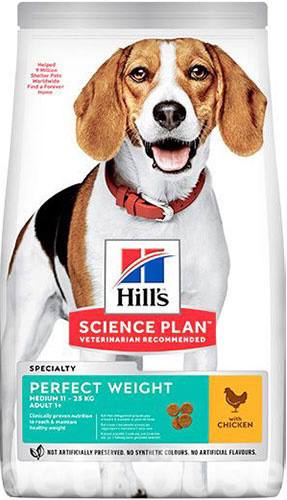 Helped
9 Million
Shelter Pets
Worldwide
Find a Forever
Home
Hill's
SCIENCE PLAN™
VETERINARIAN RECOMMENDED
SPECIALTY
PERFECT WEIGHT
MEDIUM 11 - 25 KG
ADULT 1+
Clinically proven nutrition
to reach & maintain
healthy weight
with
CHICKEN
NOT ARTIFICIALLY PRESERVED. NO SYNTHETIC COLOURS. NO ARTIFICIAL FLAVOURS.